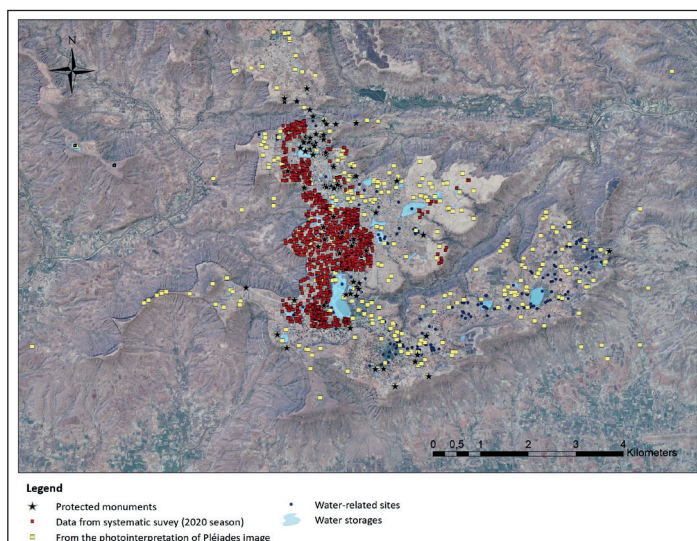 N
0 0,5 1 2 3 4
Kilometers
Legend
Protected monuments
Data from systematic suvey (2020 season)
From the photointerpretation of Pléiades image
Water-related sites
Water storages